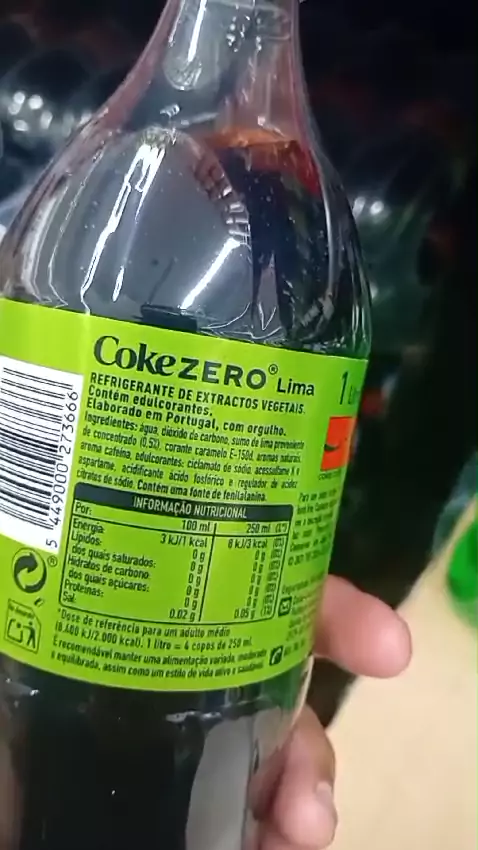 CokeZERO® Lima
1
REFRIGERANTE DE EXTRACTOS VEGETAIS.
Contém edulcorantes.
Elaborado em Portugal, com orgulho.
Ingredientes: água, dióxido de carbono, sumo de lima proveniente
de concentrado (0,5%), corante caramelo E-150d, aromas naturais,
aroma cafeína, edulcorantes: ciclamato de sódio, acessulfame K e
aspartame, acidificante ácido fosfórico e regulador de acidez
citratos de sódio. Contém uma fonte de fenilalanina.
INFORMAÇÃO NUTRICIONAL
Por: 100 ml 250 ml
Energia: 3 kJ/1 kcal 8 kJ/3 kcal
Lípidos: 0 g 0 g
dos quais saturados: 0 g 0 g
Hidratos de carbono: 0 g 0 g
dos quais açúcares: 0 g 0 g
Proteínas: 0 g 0 g
Sal: 0.02 g 0.05 g
*Dose de referência para um adulto médio
(8.400 kJ/2.000 kcal). 1 litro = 4 copos de 250 ml.
É recomendável manter uma alimentação variada, moderada
e equilibrada, assim como um estilo de vida ativo e saudável.
5 449000 273666